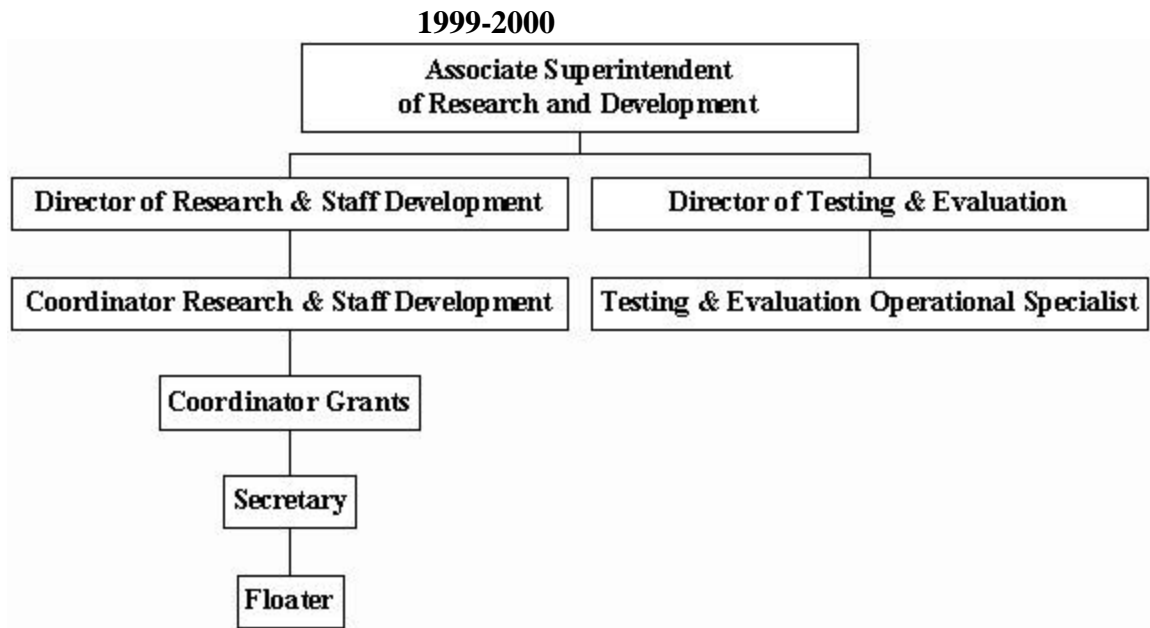 1999-2000
Associate Superintendent
of Research and Development
Director of Research & Staff Development
Director of Testing & Evaluation
Coordinator Research & Staff Development
Testing & Evaluation Operational Specialist
Coordinator Grants
Secretary
Floater